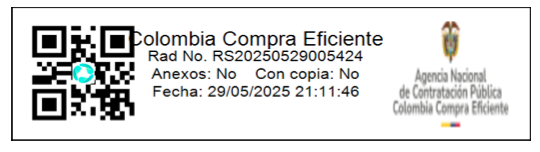 Colombia Compra Eficiente
Rad No. RS20250529005424
Anexos: No Con copia: No
Fecha: 29/05/2025 21:11:46
Agencia Nacional
de Contratación Pública
Colombia Compra Eficiente